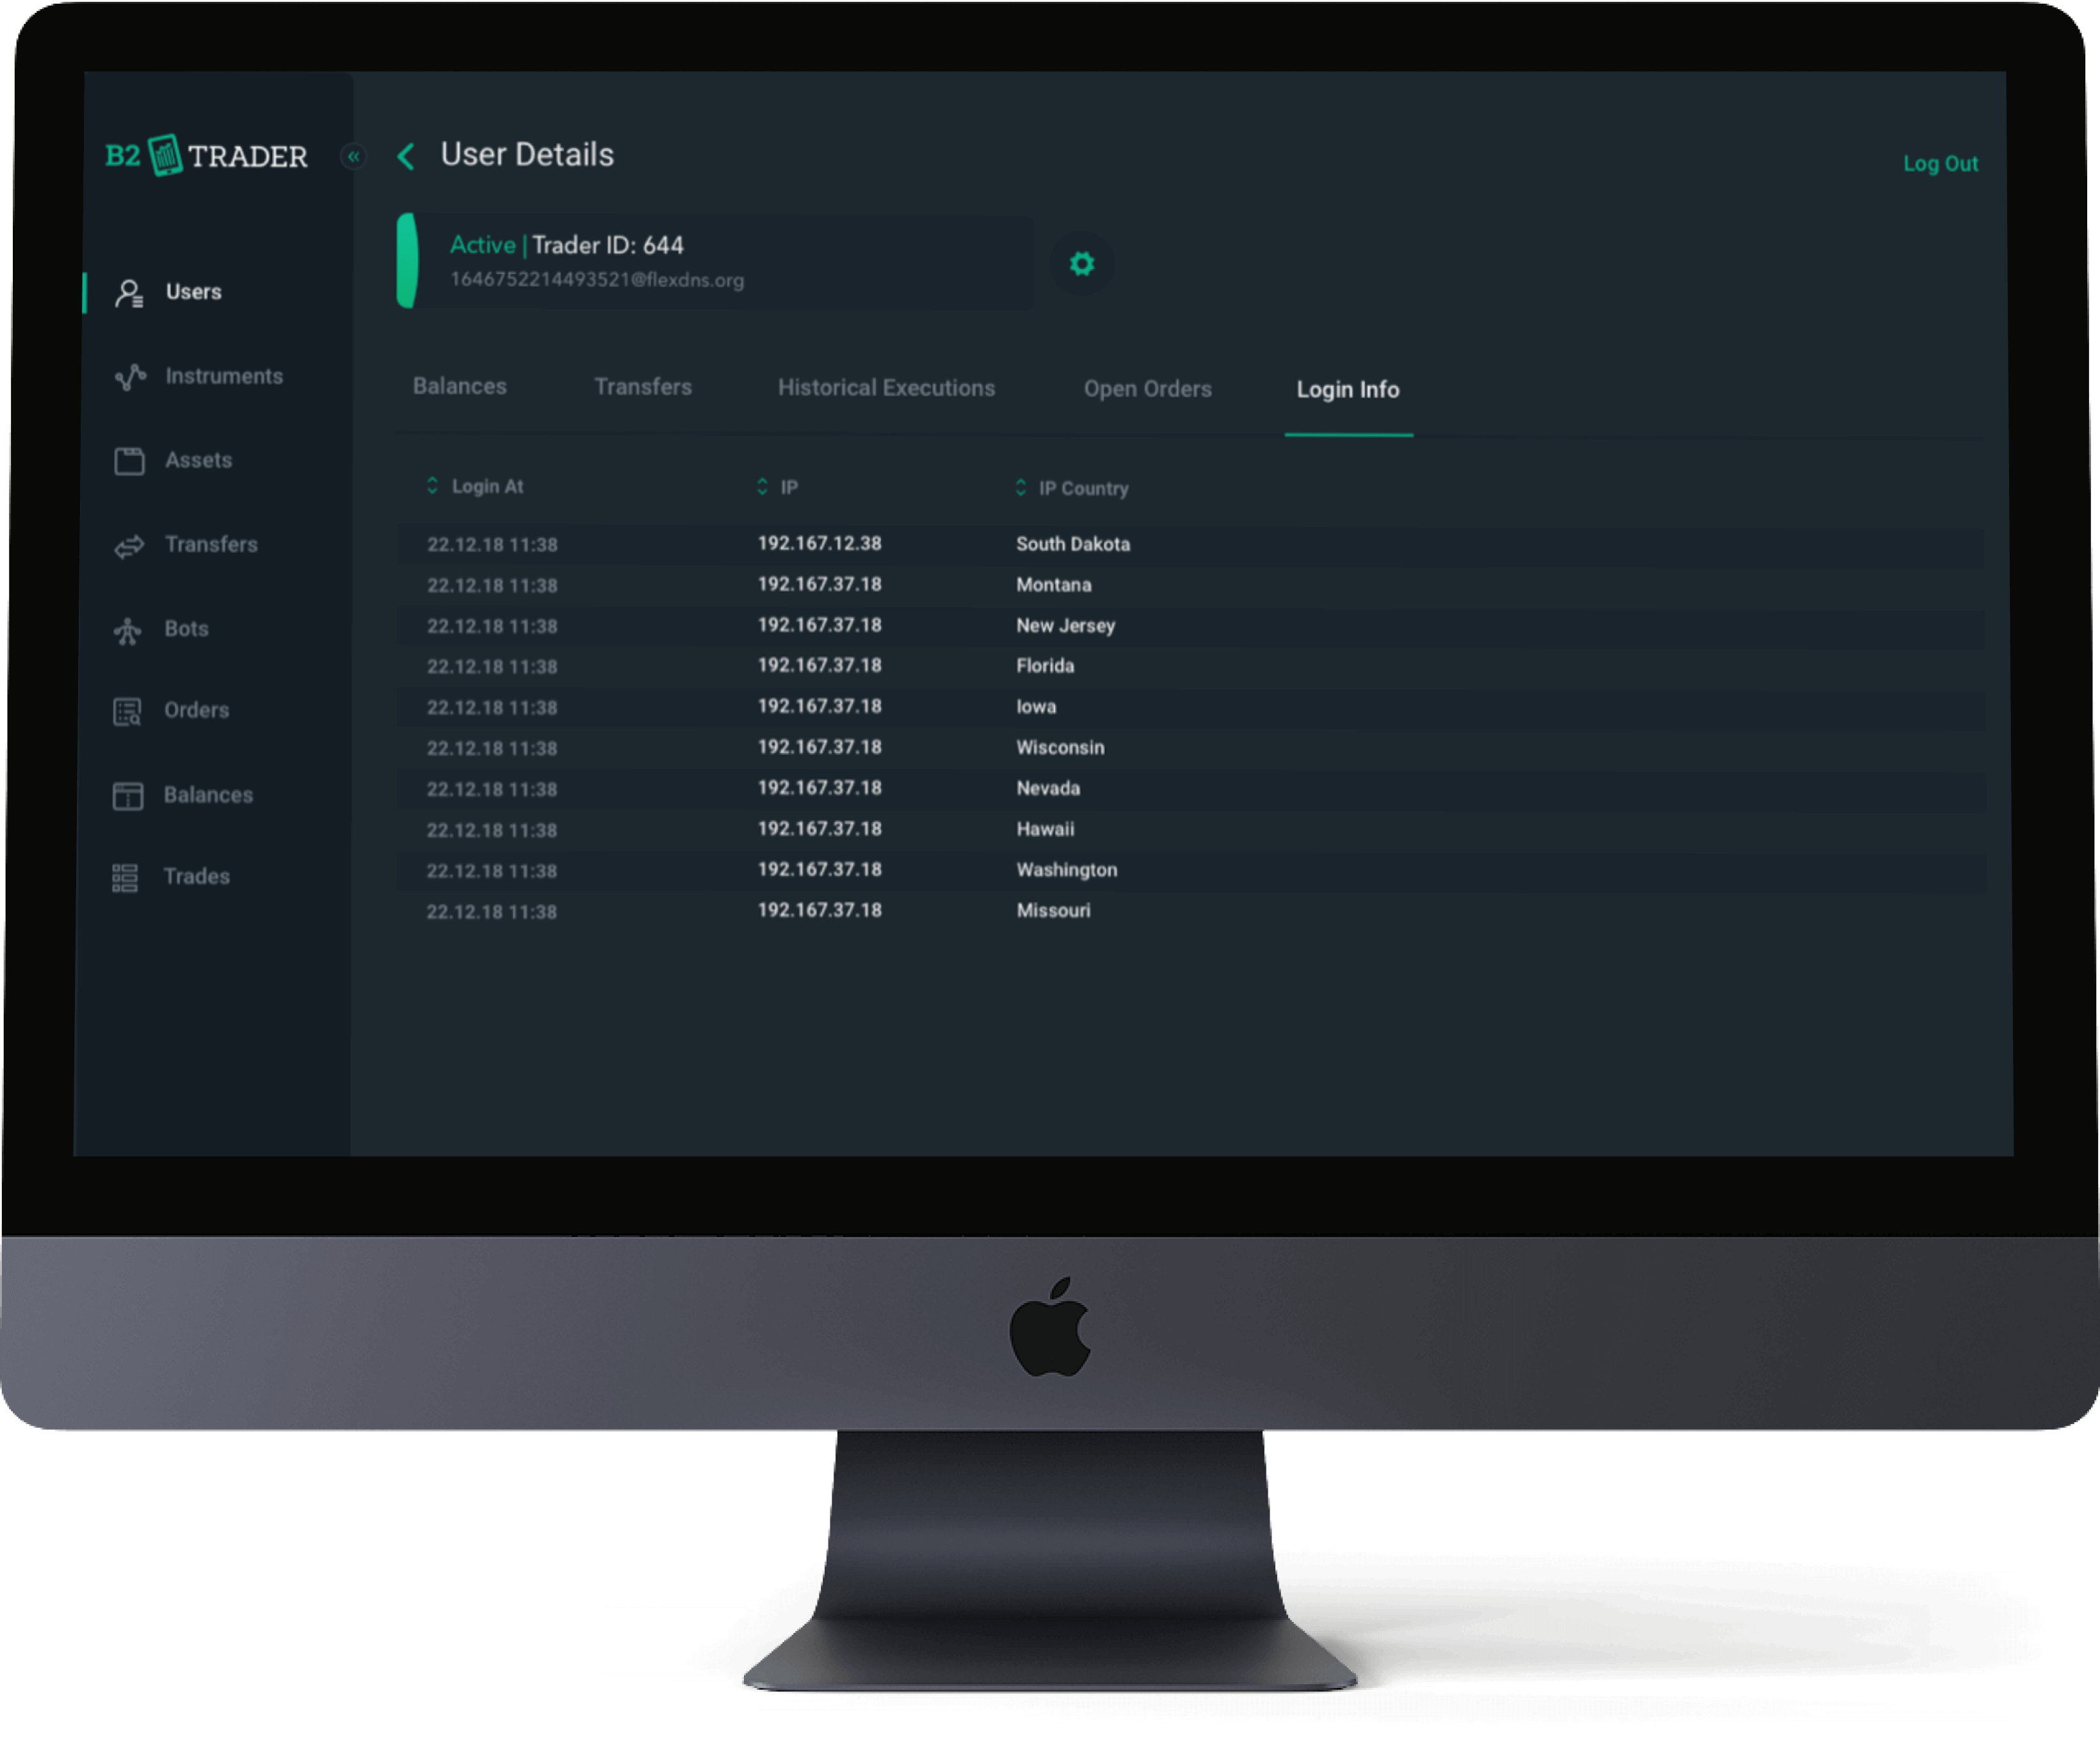 B2 TRADER
«
User Details
Log Out
Active | Trader ID: 644
1646752214493521@flexdns.org
Users
Instruments
Assets
Transfers
Bots
Orders
Balances
Trades
Balances Transfers Historical Executions Open Orders Login Info
Login At IP IP Country
22.12.18 11:38 192.167.12.38 South Dakota
22.12.18 11:38 192.167.37.18 Montana
22.12.18 11:38 192.167.37.18 New Jersey
22.12.18 11:38 192.167.37.18 Florida
22.12.18 11:38 192.167.37.18 Iowa
22.12.18 11:38 192.167.37.18 Wisconsin
22.12.18 11:38 192.167.37.18 Nevada
22.12.18 11:38 192.167.37.18 Hawaii
22.12.18 11:38 192.167.37.18 Washington
22.12.18 11:38 192.167.37.18 Missouri